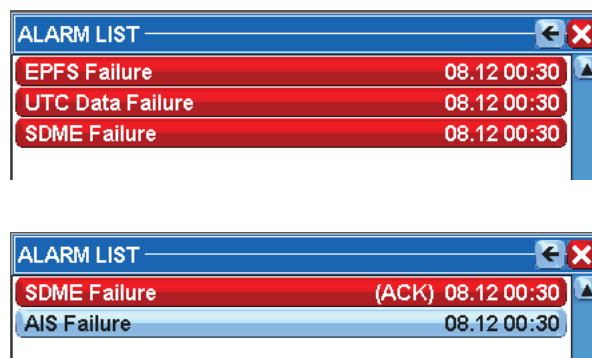 ALARM LIST
EPFS Failure 08.12 00:30
UTC Data Failure 08.12 00:30
SDME Failure 08.12 00:30
ALARM LIST
SDME Failure (ACK) 08.12 00:30
AIS Failure 08.12 00:30